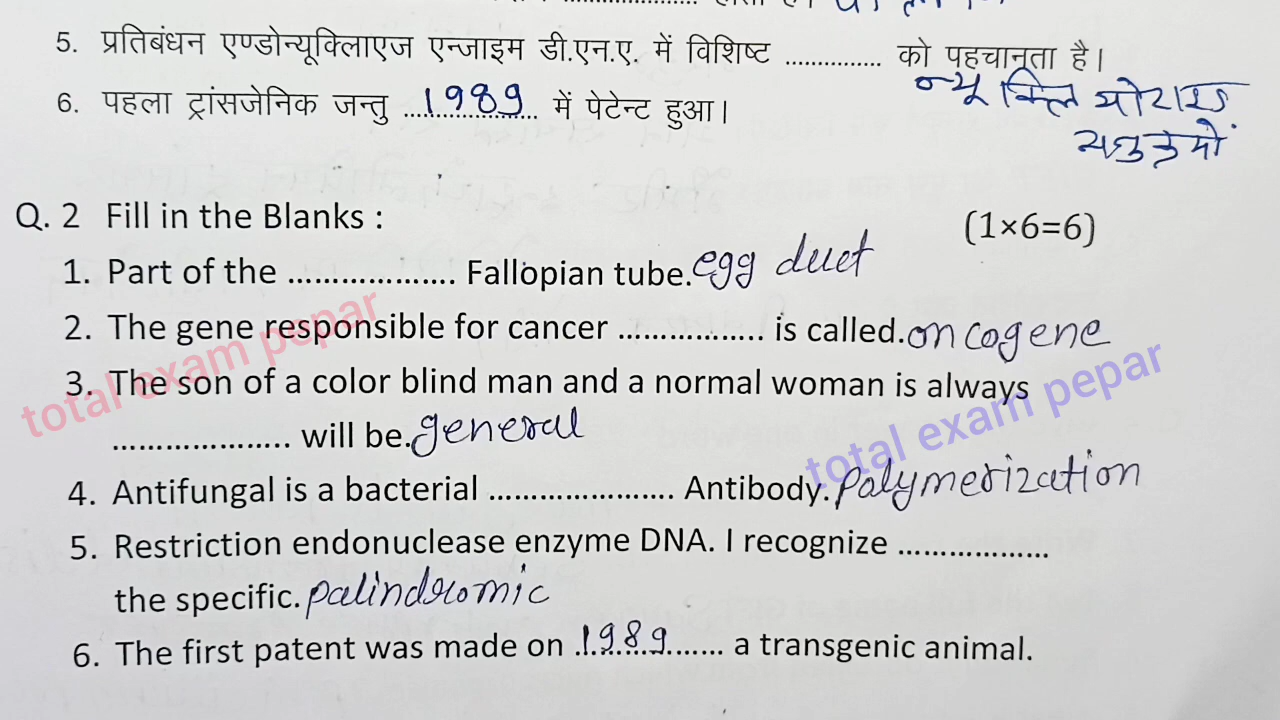 5. प्रतिबंधन एण्डोन्यूक्लिएज एन्जाइम डी.एन.ए. में विशिष्ट ............... को पहचानता है।
न्यूक्लियोटाइड
6. पहला ट्रांसजेनिक जन्तु ....1989.... में पेटेन्ट हुआ।
अनुक्रमों
Q. 2 Fill in the Blanks : (1×6=6)
1. Part of the ................... Fallopian tube. egg duct
2. The gene responsible for cancer ................. is called. oncogene
3. The son of a color blind man and a normal woman is always
.................... will be. general
4. Antifungal is a bacterial ..................... Antibody. polymerization
5. Restriction endonuclease enzyme DNA. I recognize .................
the specific. palindromic
6. The first patent was made on ..1989...... a transgenic animal.
total exam pepar
total exam pepar